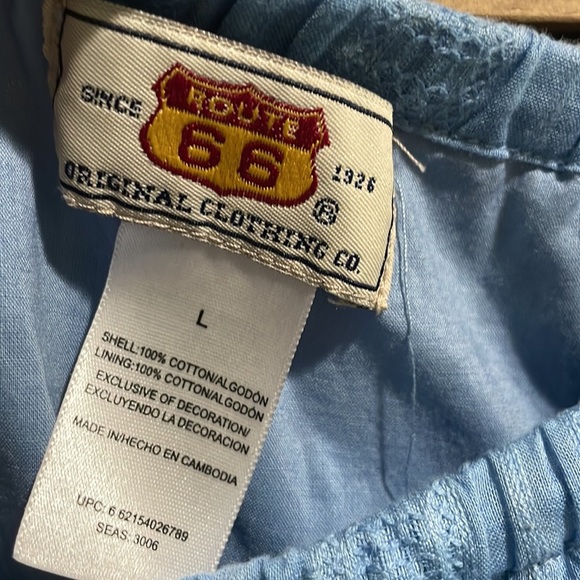 ROUTE
SINCE 66 1926
ORIGINAL CLOTHING CO. ®
L
SHELL:100% COTTON/ALGODÓN
LINING:100% COTTON/ALGODÓN
EXCLUSIVE OF DECORATION/
EXCLUYENDO LA DECORACION
MADE IN/HECHO EN CAMBODIA
UPC: 6 62154026789
SEAS: 3006